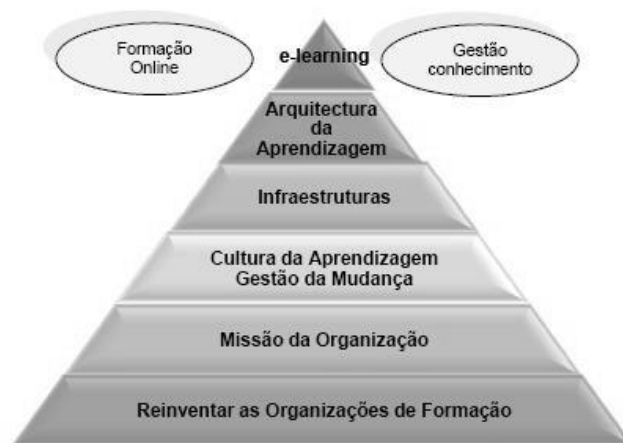 Formação
Online
e-learning
Gestão
conhecimento
Arquitectura
da
Aprendizagem
Infraestruturas
Cultura da Aprendizagem
Gestão da Mudança
Missão da Organização
Reinventar as Organizações de Formação